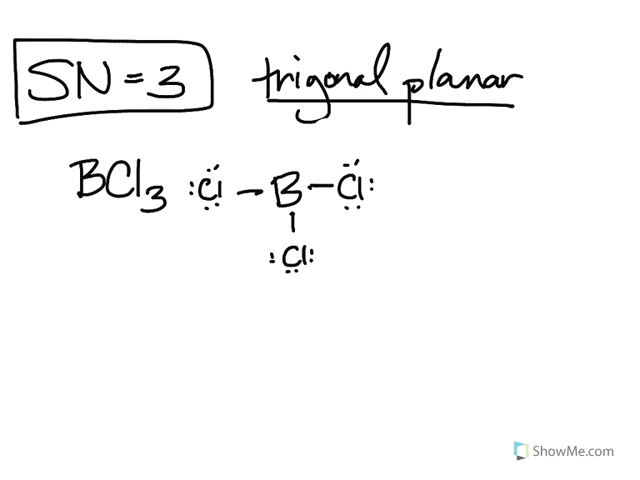 SN = 3 trigonal planar
BCl3 :Cl - B - Cl:
:Cl:
ShowMe.com